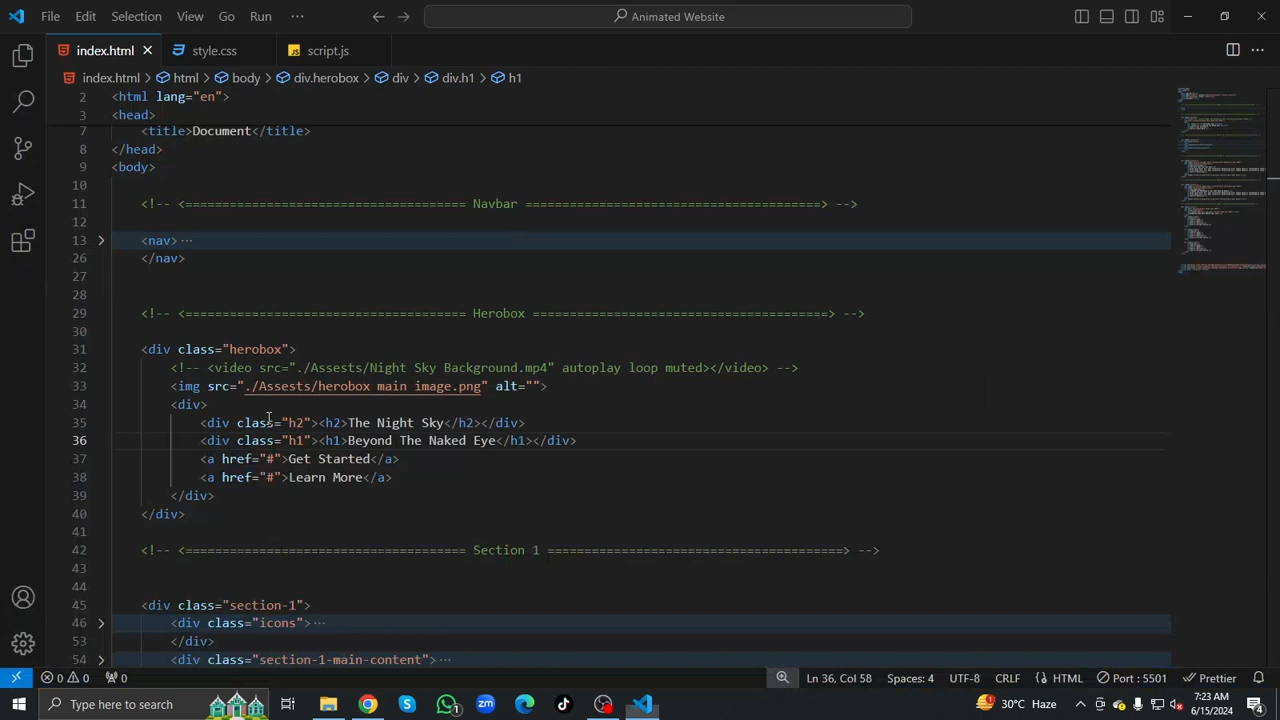 File Edit Selection View Go Run ··· Animated Website
index.html style.css script.js
index.html > html > body > div.herobox > div > div.h1 > h1
2 <html lang="en">
3 <head>
7 <title>Document</title>
8 </head>
9 <body>
10
11 <!-- <====================================== Navbar ========================================> -->
12
13 <nav> ···
26 </nav>
27
28
29 <!-- <====================================== Herobox ========================================> -->
30
31 <div class="herobox">
32 <!-- <video src="./Assests/Night Sky Background.mp4" autoplay loop muted></video> -->
33 <img src="./Assests/herobox main image.png" alt="">
34 <div>
35 <div class="h2"><h2>The Night Sky</h2></div>
36 <div class="h1"><h1>Beyond The Naked Eye</h1></div>
37 <a href="#">Get Started</a>
38 <a href="#">Learn More</a>
39 </div>
40 </div>
41
42 <!-- <====================================== Section 1 ========================================> -->
43
44
45 <div class="section-1">
46 <div class="icons"> ···
53 </div>
54 <div class="section-1-main-content"> ···
0 0 0 Ln 36, Col 58 Spaces: 4 UTF-8 CRLF HTML Port : 5501 Prettier
Type here to search 1 30°C Haze 7:23 AM
6/15/2024 4